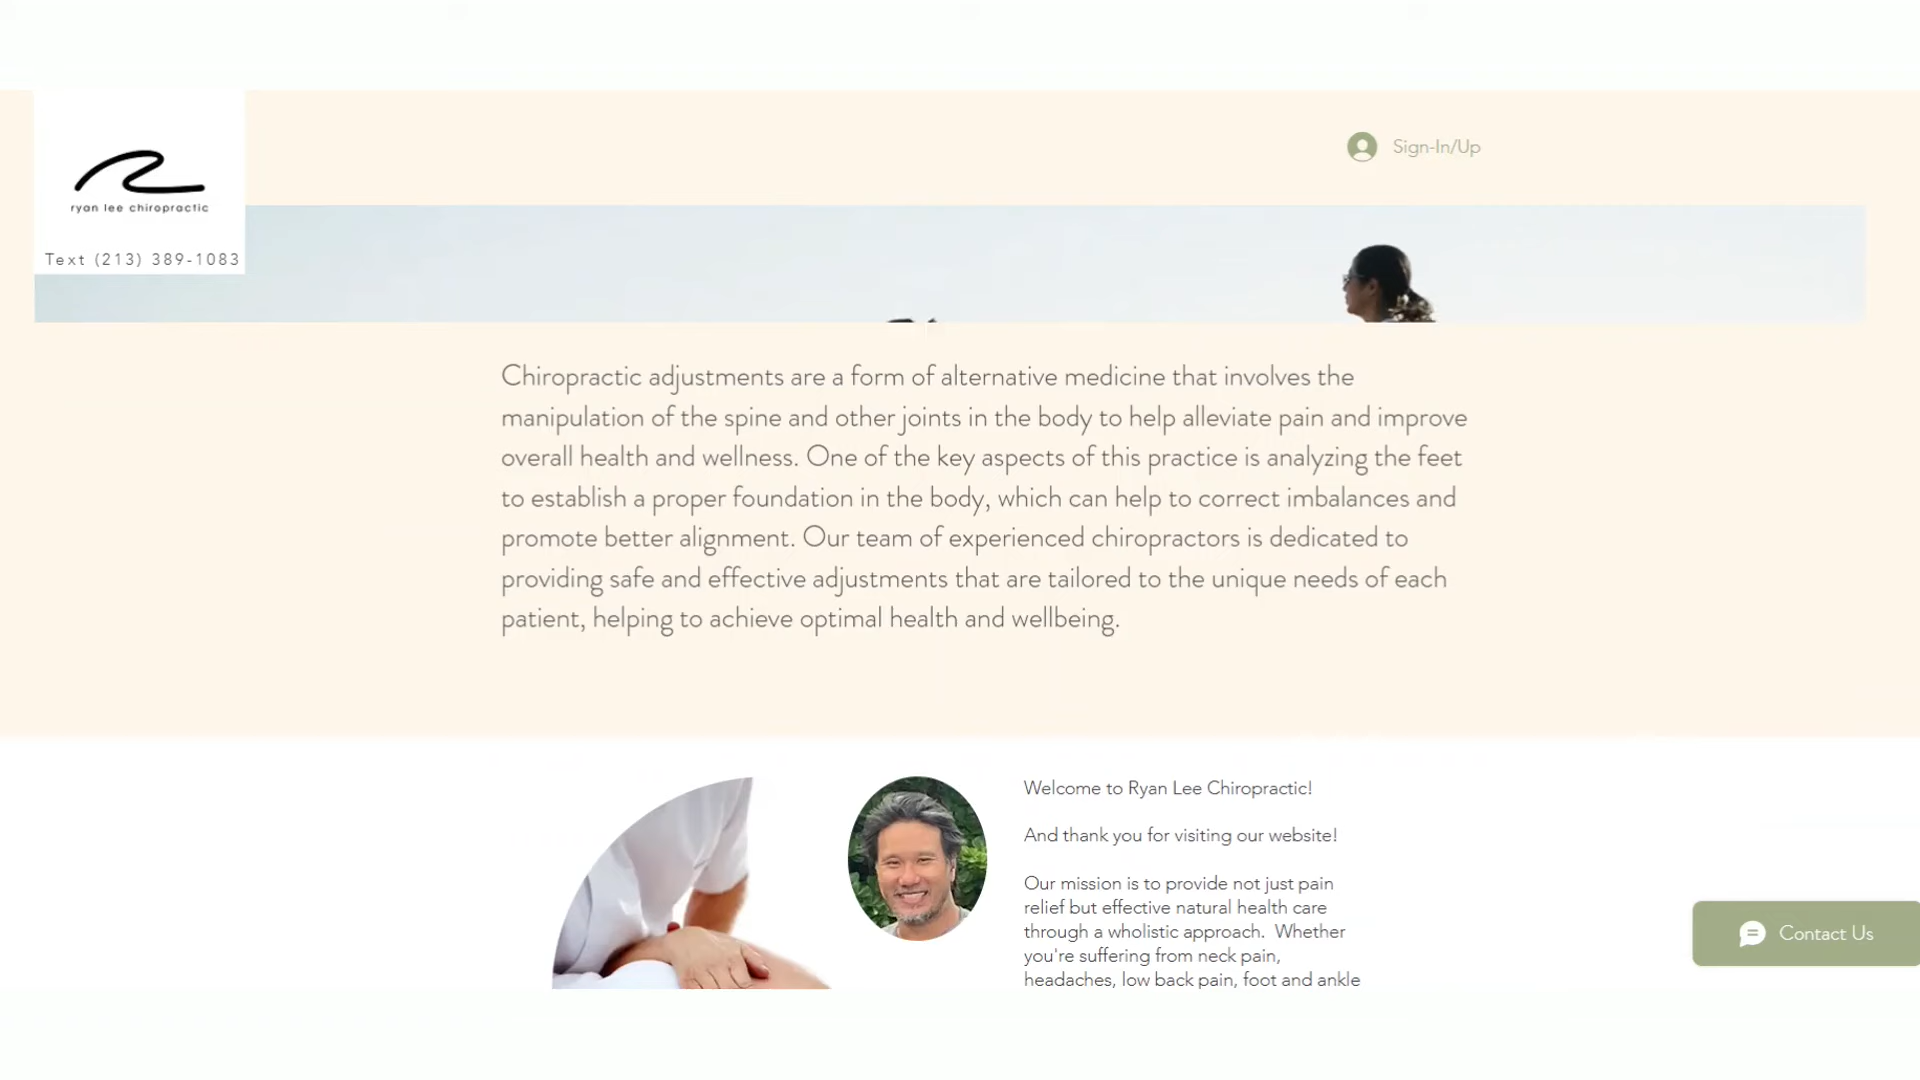 ryan lee chiropractic
Text (213) 389-1083
Sign-In/Up
Chiropractic adjustments are a form of alternative medicine that involves the
manipulation of the spine and other joints in the body to help alleviate pain and improve
overall health and wellness. One of the key aspects of this practice is analyzing the feet
to establish a proper foundation in the body, which can help to correct imbalances and
promote better alignment. Our team of experienced chiropractors is dedicated to
providing safe and effective adjustments that are tailored to the unique needs of each
patient, helping to achieve optimal health and wellbeing.
Welcome to Ryan Lee Chiropractic!
And thank you for visiting our website!
Our mission is to provide not just pain
relief but effective natural health care
through a wholistic approach. Whether
you're suffering from neck pain,
headaches, low back pain, foot and ankle
Contact Us